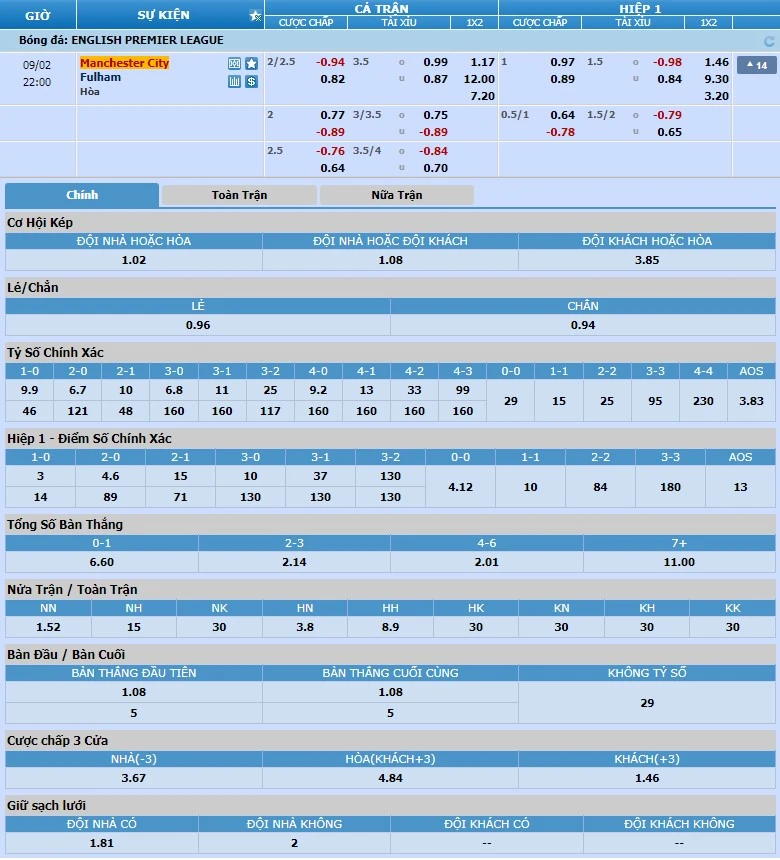 GIỜ SỰ KIỆN CẢ TRẬN HIỆP 1
CƯỢC CHẤP TÀI XỈU 1X2 CƯỢC CHẤP TÀI XỈU 1X2
Bóng đá: ENGLISH PREMIER LEAGUE
09/02 Manchester City 2/2.5 -0.94 3.5 o 0.99 1.17 1 0.97 1.5 o -0.98 1.46 14
22:00 Fulham 0.82 u 0.87 12.00 0.89 u 0.84 9.30
Hòa 7.20 3.20
2 0.77 3/3.5 o 0.75 0.5/1 0.64 1.5/2 o -0.79
-0.89 u -0.89 -0.78 u 0.65
2.5 -0.76 3.5/4 o -0.84
0.64 u 0.70
Chính Toàn Trận Nữa Trận
Cơ Hội Kép
ĐỘI NHÀ HOẶC HÒA ĐỘI NHÀ HOẶC ĐỘI KHÁCH ĐỘI KHÁCH HOẶC HÒA
1.02 1.08 3.85
Lẻ/Chẵn
LẺ CHẴN
0.96 0.94
Tỷ Số Chính Xác
1-0 2-0 2-1 3-0 3-1 3-2 4-0 4-1 4-2 4-3 0-0 1-1 2-2 3-3 4-4 AOS
9.9 6.7 10 6.8 11 25 9.2 13 33 99 29 15 25 95 230 3.83
46 121 48 160 160 117 160 160 160 160
Hiệp 1 - Điểm Số Chính Xác
1-0 2-0 2-1 3-0 3-1 3-2 0-0 1-1 2-2 3-3 AOS
3 4.6 15 10 37 130 4.12 10 84 180 13
14 89 71 130 130 130
Tổng Số Bàn Thắng
0-1 2-3 4-6 7+
6.60 2.14 2.01 11.00
Nửa Trận / Toàn Trận
NN NH NK HN HH HK KN KH KK
1.52 15 30 3.8 8.9 30 30 30 30
Bàn Đầu / Bàn Cuối
BÀN THẮNG ĐẦU TIÊN BÀN THẮNG CUỐI CÙNG KHÔNG TỶ SỐ
1.08 1.08 29
5 5
Cược chấp 3 Cửa
NHÀ(-3) HÒA(KHÁCH+3) KHÁCH(+3)
3.67 4.84 1.46
Giữ sạch lưới
ĐỘI NHÀ CÓ ĐỘI NHÀ KHÔNG ĐỘI KHÁCH CÓ ĐỘI KHÁCH KHÔNG
1.81 2 -- --